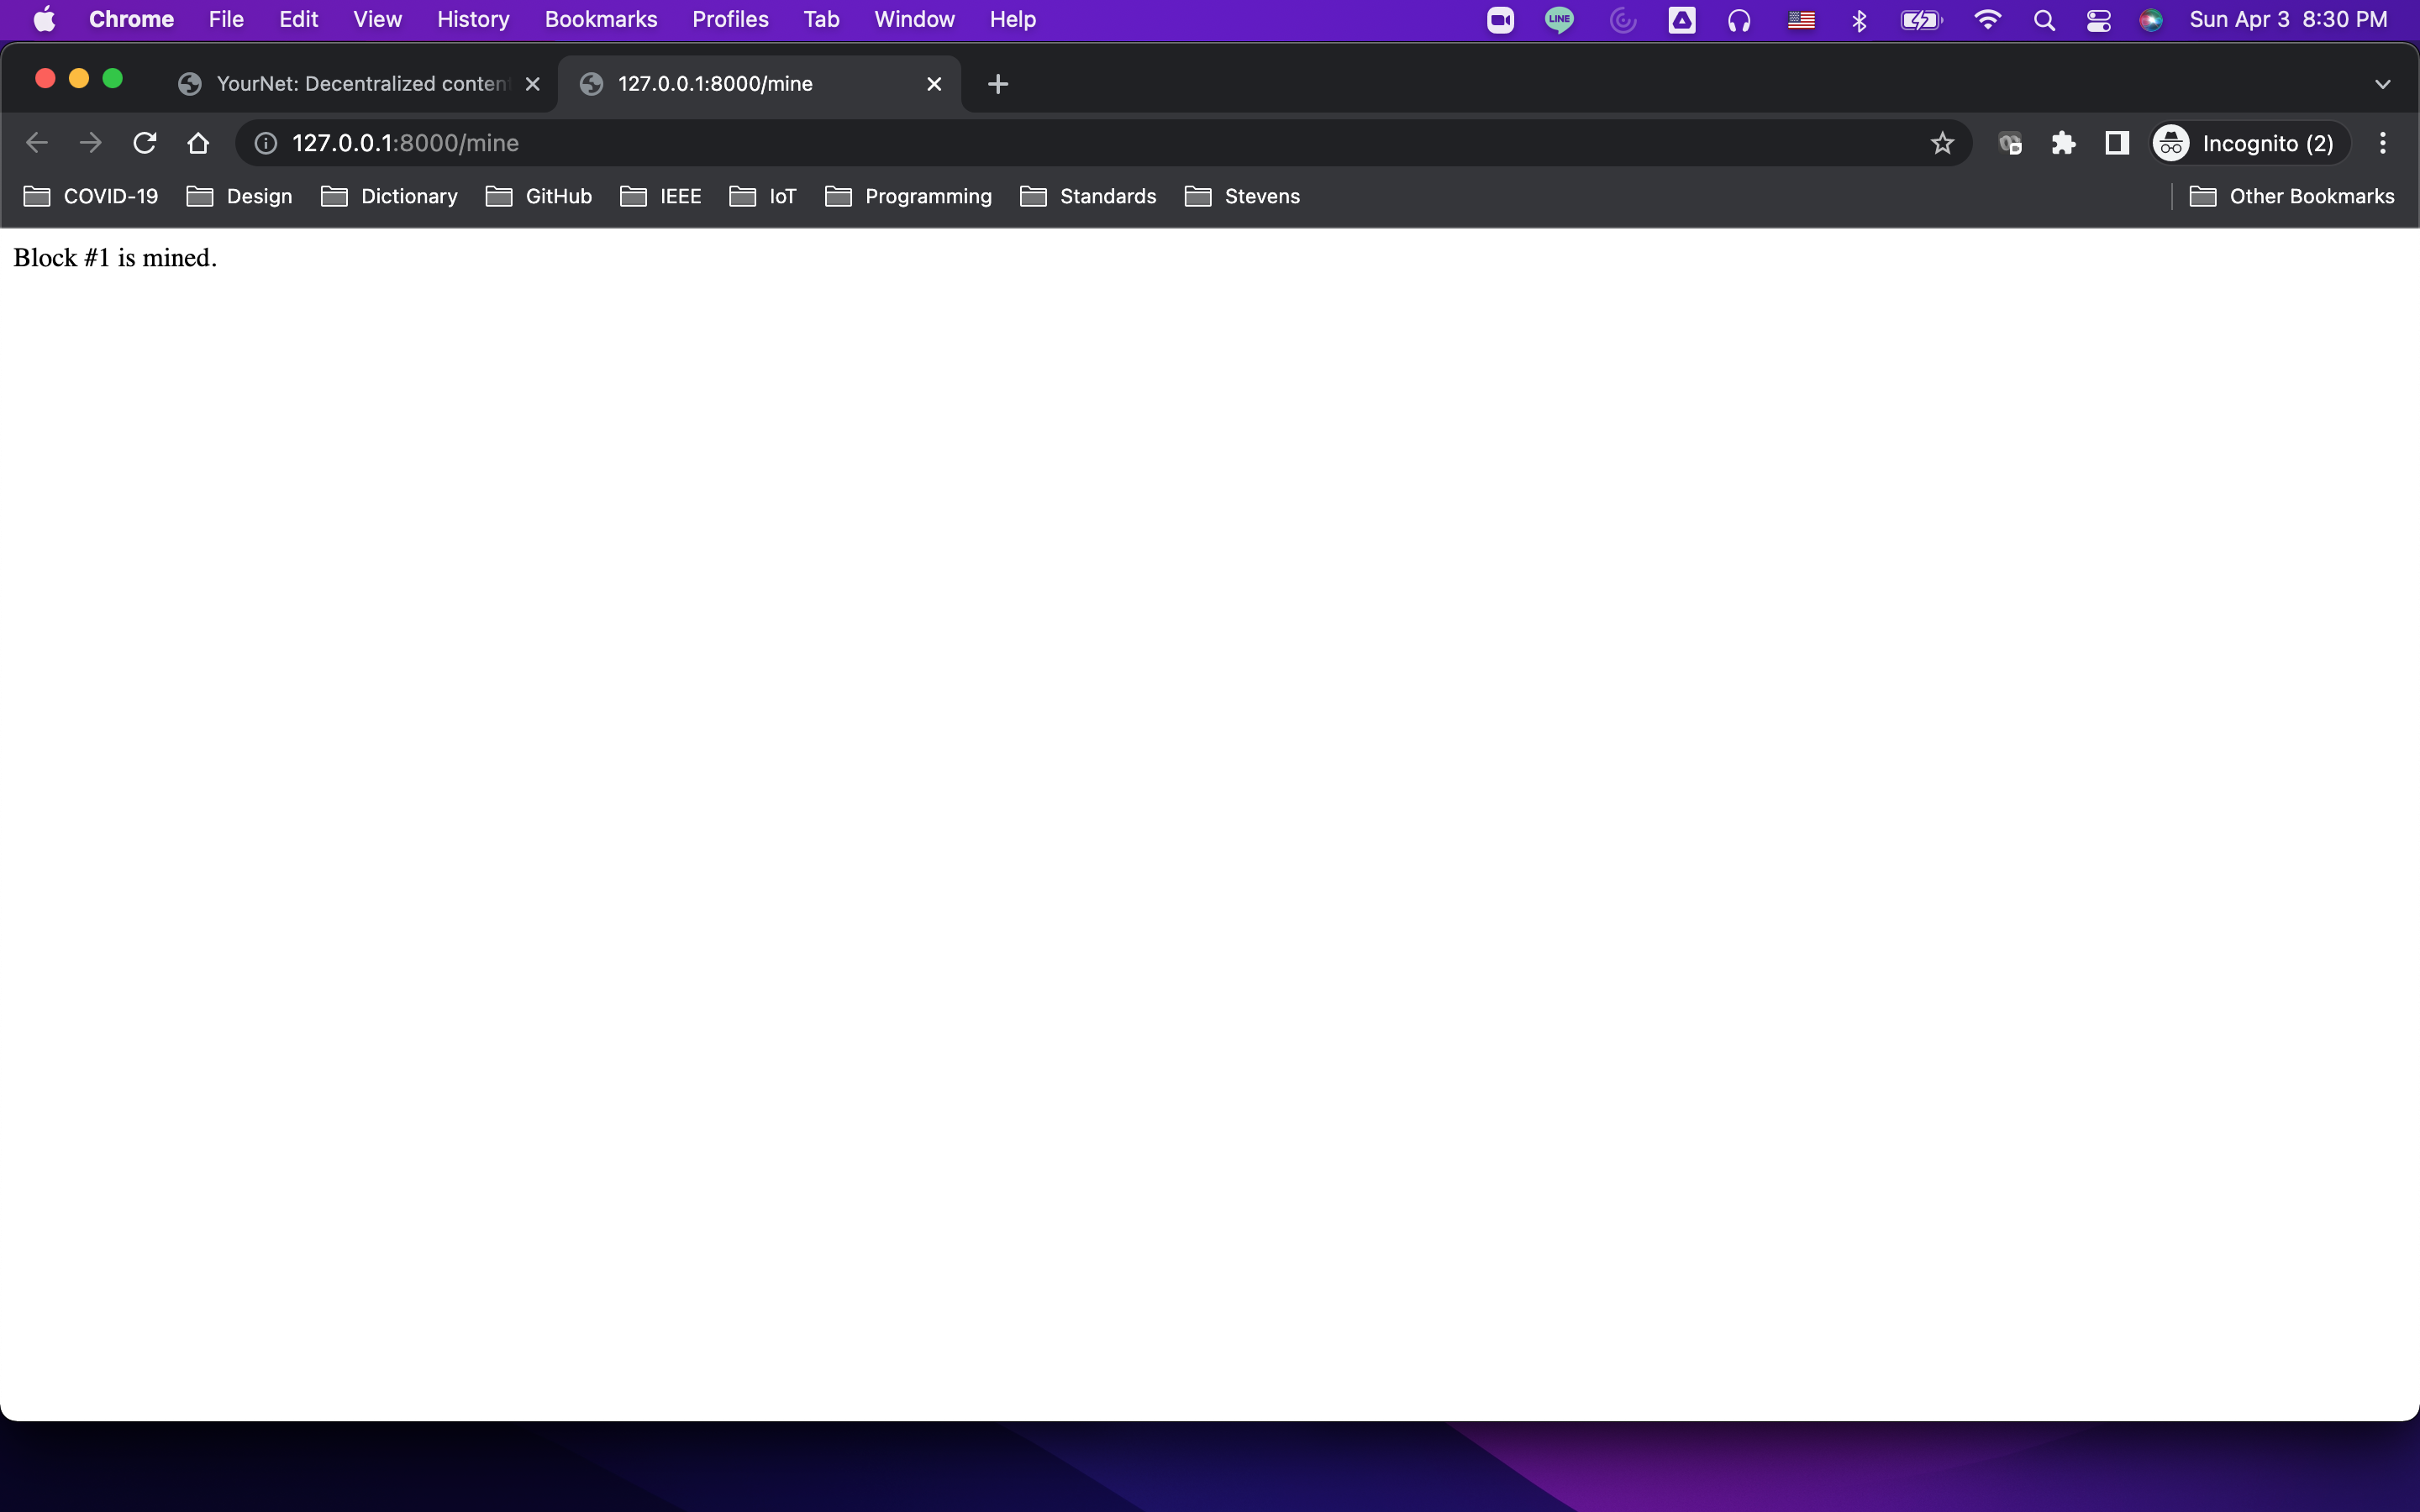 Chrome File Edit View History Bookmarks Profiles Tab Window Help LINE Sun Apr 3 8:30 PM
YourNet: Decentralized conten 127.0.0.1:8000/mine
127.0.0.1:8000/mine Incognito (2)
COVID-19 Design Dictionary GitHub IEEE IoT Programming Standards Stevens Other Bookmarks
Block #1 is mined.